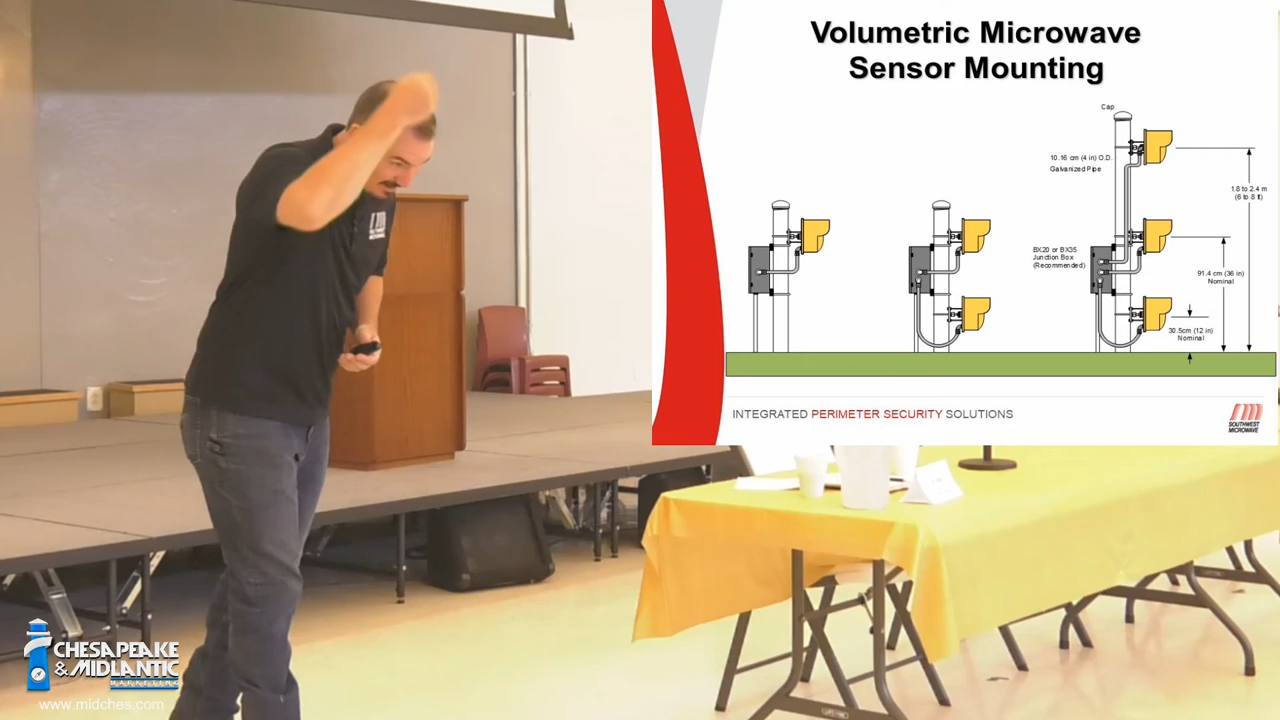 Volumetric Microwave
Sensor Mounting
Cap
10.16 cm (4 in) O.D.
Galvanized Pipe
1.8 to 2.4 m
(6 to 8 ft)
BX20 or BX35
Junction Box
(Recommended)
91.4 cm (36 in)
Nominal
30.5cm (12 in)
Nominal
INTEGRATED PERIMETER SECURITY SOLUTIONS
SOUTHWEST
MICROWAVE
CHESAPEAKE
& MIDLANTIC
MARKETING
www.midches.com